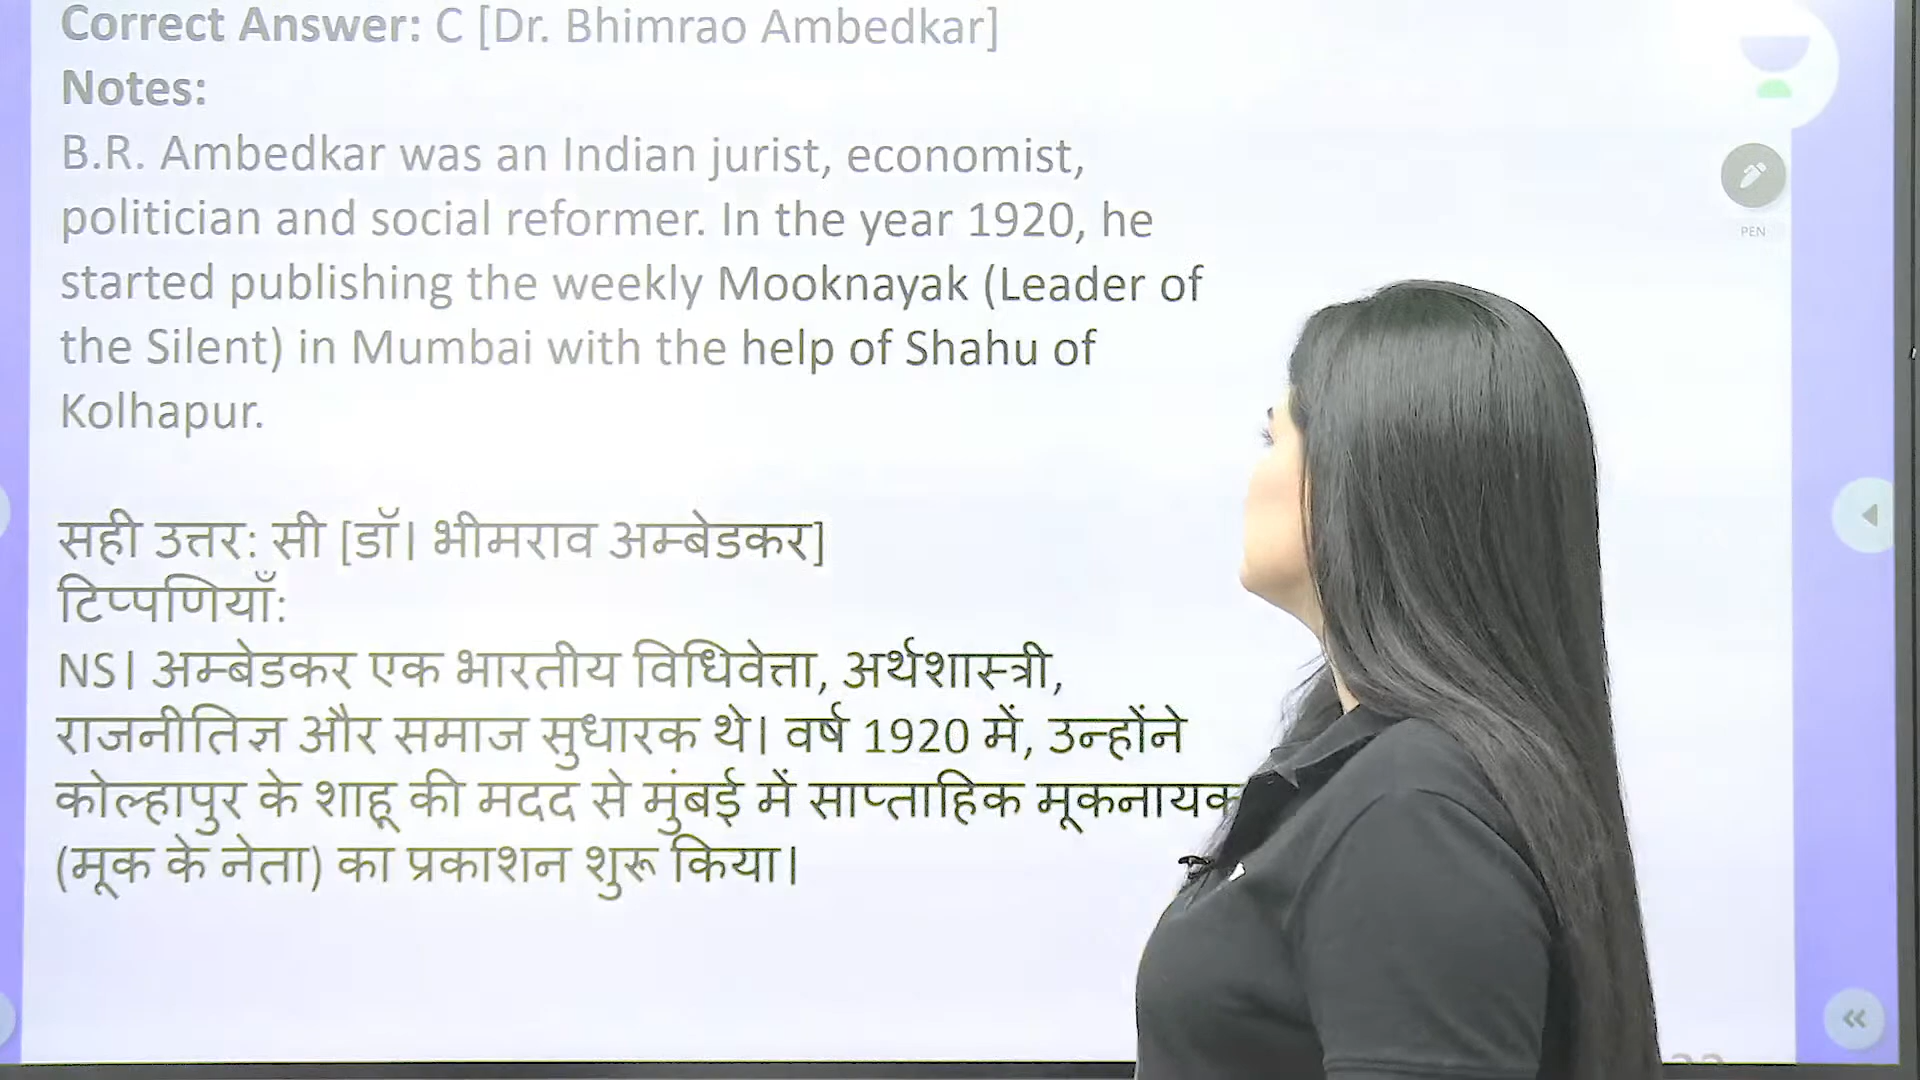 Correct Answer: C [Dr. Bhimrao Ambedkar]
Notes:
B.R. Ambedkar was an Indian jurist, economist,
politician and social reformer. In the year 1920, he
started publishing the weekly Mooknayak (Leader of
the Silent) in Mumbai with the help of Shahu of
Kolhapur.
सही उत्तर: सी [डॉ। भीमराव अम्बेडकर]
टिप्पणियाँ:
NS। अम्बेडकर एक भारतीय विधिवेत्ता, अर्थशास्त्री,
राजनीतिज्ञ और समाज सुधारक थे। वर्ष 1920 में, उन्होंने
कोल्हापुर के शाहू की मदद से मुंबई में साप्ताहिक मूकनायक
(मूक के नेता) का प्रकाशन शुरू किया।
PEN